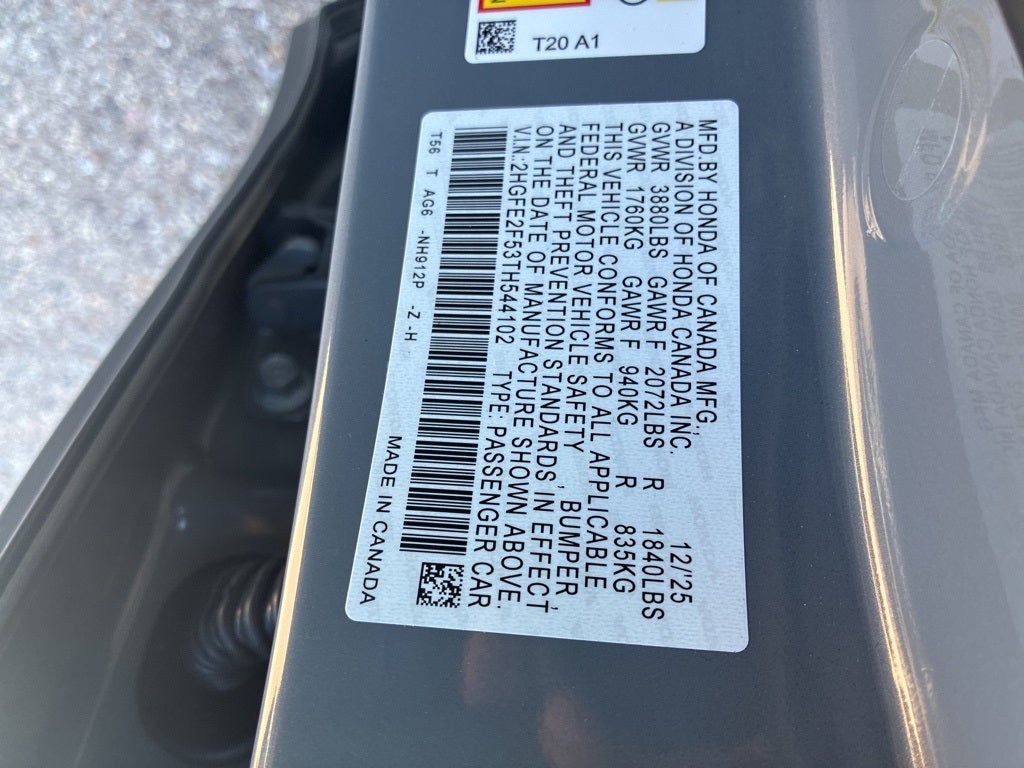 T20 A1
MFD.BY HONDA OF CANADA MFG.,
A DIVISION OF HONDA CANADA INC. 12/'25
GVWR 3880LBS GAWR F 2072LBS R 1840LBS
GVWR 1760KG GAWR F 940KG R 835KG
THIS VEHICLE CONFORMS TO ALL APPLICABLE
FEDERAL MOTOR VEHICLE SAFETY , BUMPER,
AND THEFT PREVENTION STANDARDS IN EFFECT
ON THE DATE OF MANUFACTURE SHOWN ABOVE.
V.I.N.:2HGFE2F53TH544102 TYPE: PASSENGER CAR
T56 T AG6 -NH912P -Z -H MADE IN CANADA